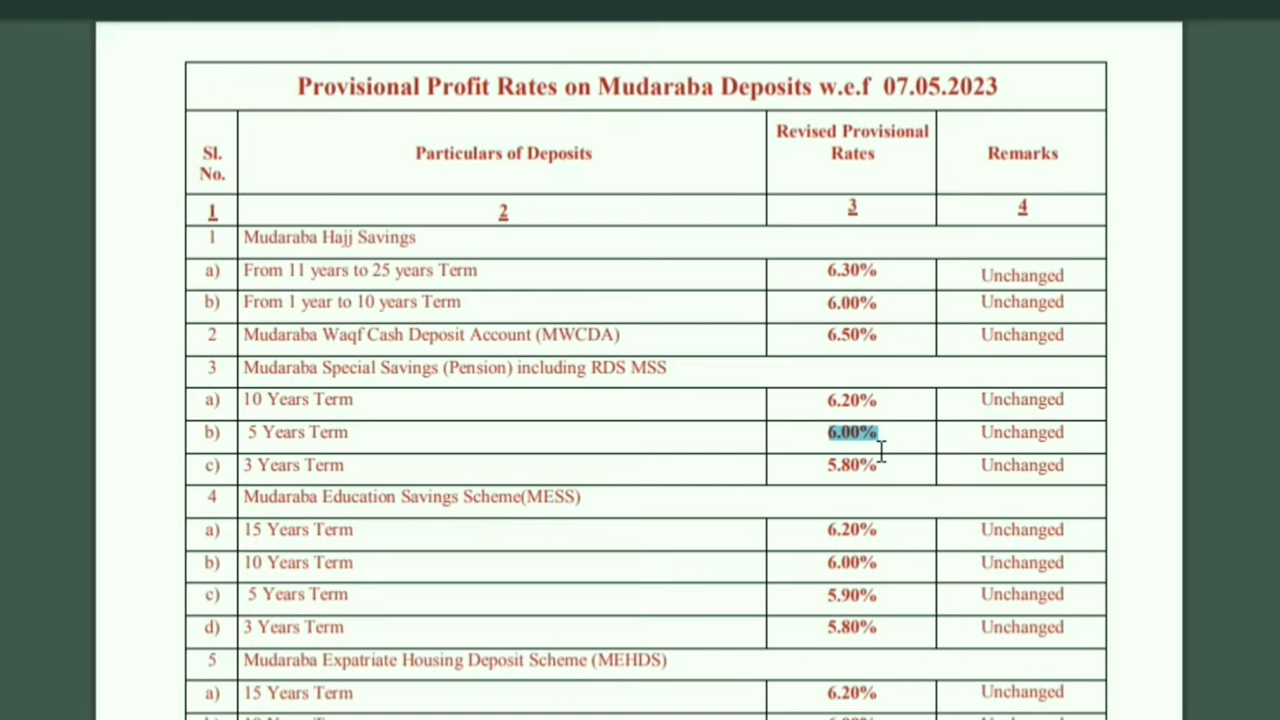 Provisional Profit Rates on Mudaraba Deposits w.e.f 07.05.2023
Sl. No. Particulars of Deposits Revised Provisional Rates Remarks
1 2 3 4
1 Mudaraba Hajj Savings
a) From 11 years to 25 years Term 6.30% Unchanged
b) From 1 year to 10 years Term 6.00% Unchanged
2 Mudaraba Waqf Cash Deposit Account (MWCDA) 6.50% Unchanged
3 Mudaraba Special Savings (Pension) including RDS MSS
a) 10 Years Term 6.20% Unchanged
b) 5 Years Term 6.00% Unchanged
c) 3 Years Term 5.80% Unchanged
4 Mudaraba Education Savings Scheme(MESS)
a) 15 Years Term 6.20% Unchanged
b) 10 Years Term 6.00% Unchanged
c) 5 Years Term 5.90% Unchanged
d) 3 Years Term 5.80% Unchanged
5 Mudaraba Expatriate Housing Deposit Scheme (MEHDS)
a) 15 Years Term 6.20% Unchanged